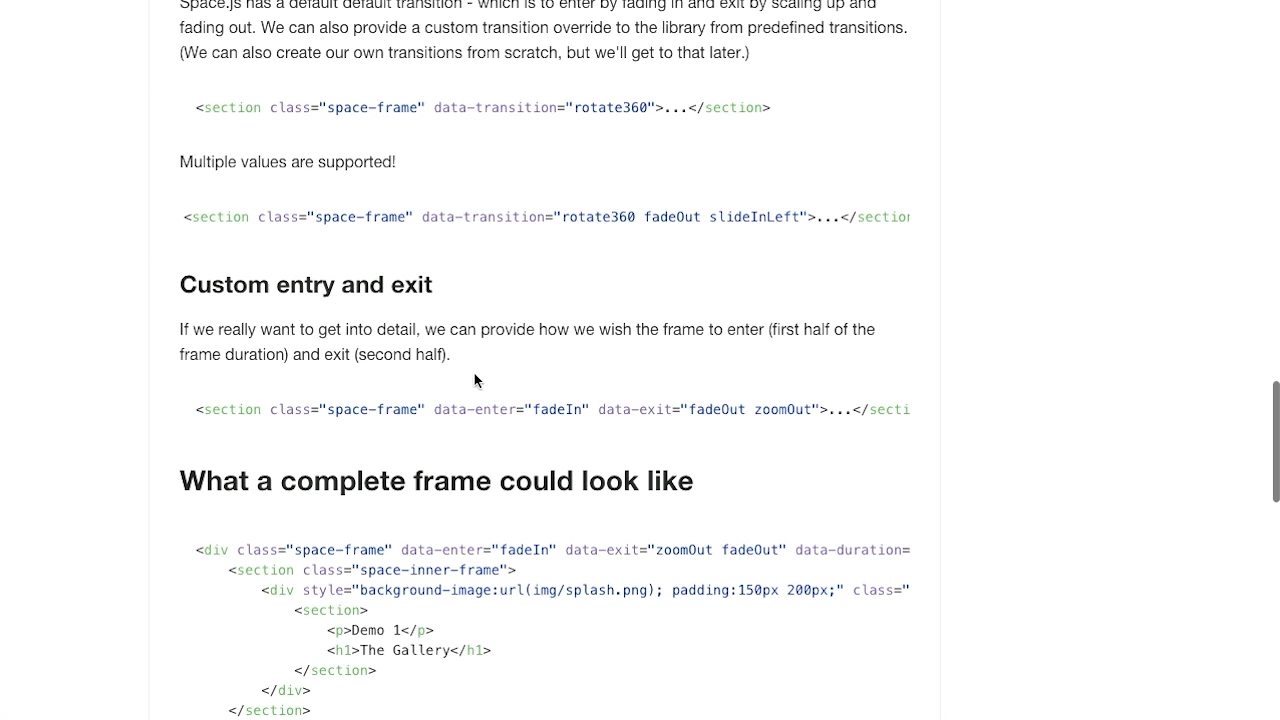 Space.js has a default default transition - which is to enter by fading in and exit by scaling up and
fading out. We can also provide a custom transition override to the library from predefined transitions.
(We can also create our own transitions from scratch, but we'll get to that later.)
<section class="space-frame" data-transition="rotate360">...</section>
Multiple values are supported!
<section class="space-frame" data-transition="rotate360 fadeOut slideInLeft">...</section
Custom entry and exit
If we really want to get into detail, we can provide how we wish the frame to enter (first half of the
frame duration) and exit (second half).
<section class="space-frame" data-enter="fadeIn" data-exit="fadeOut zoomOut">...</secti
What a complete frame could look like
<div class="space-frame" data-enter="fadeIn" data-exit="zoomOut fadeOut" data-duration=
<section class="space-inner-frame">
<div style="background-image:url(img/splash.png); padding:150px 200px;" class="
<section>
<p>Demo 1</p>
<h1>The Gallery</h1>
</section>
</div>
</section>